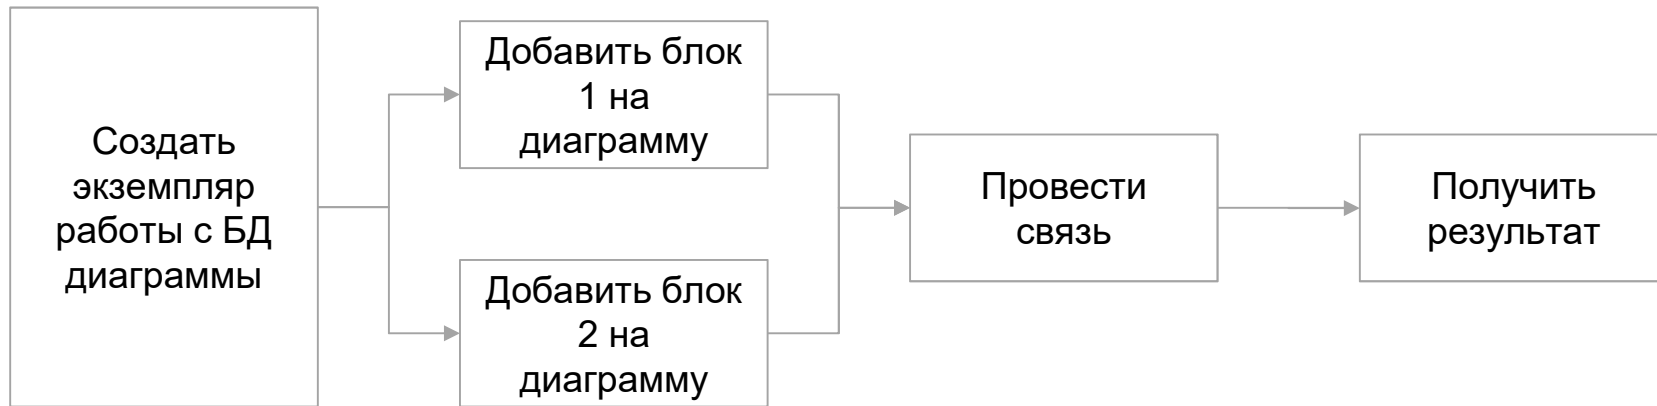 Создать
экземпляр
работы с БД
диаграммы
Добавить блок
1 на
диаграмму
Добавить блок
2 на
диаграмму
Провести
связь
Получить
результат